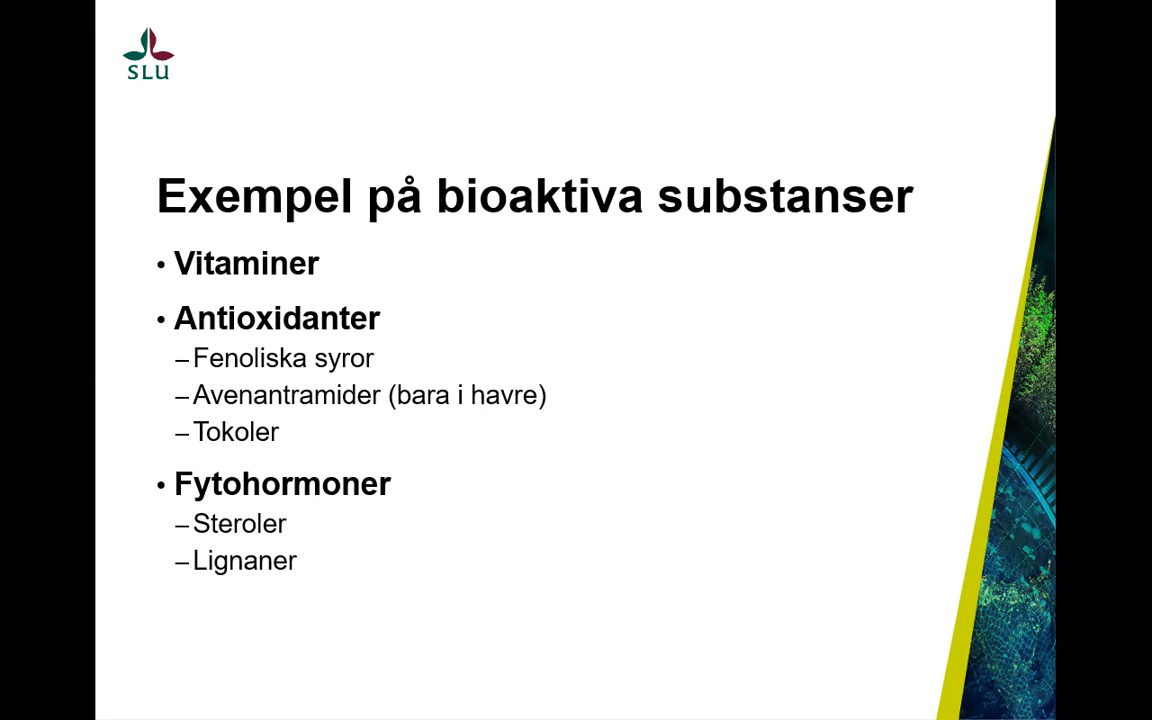 SLU
Exempel på bioaktiva substanser
• Vitaminer
• Antioxidanter
– Fenoliska syror
– Avenantramider (bara i havre)
– Tokoler
• Fytohormoner
– Steroler
– Lignaner